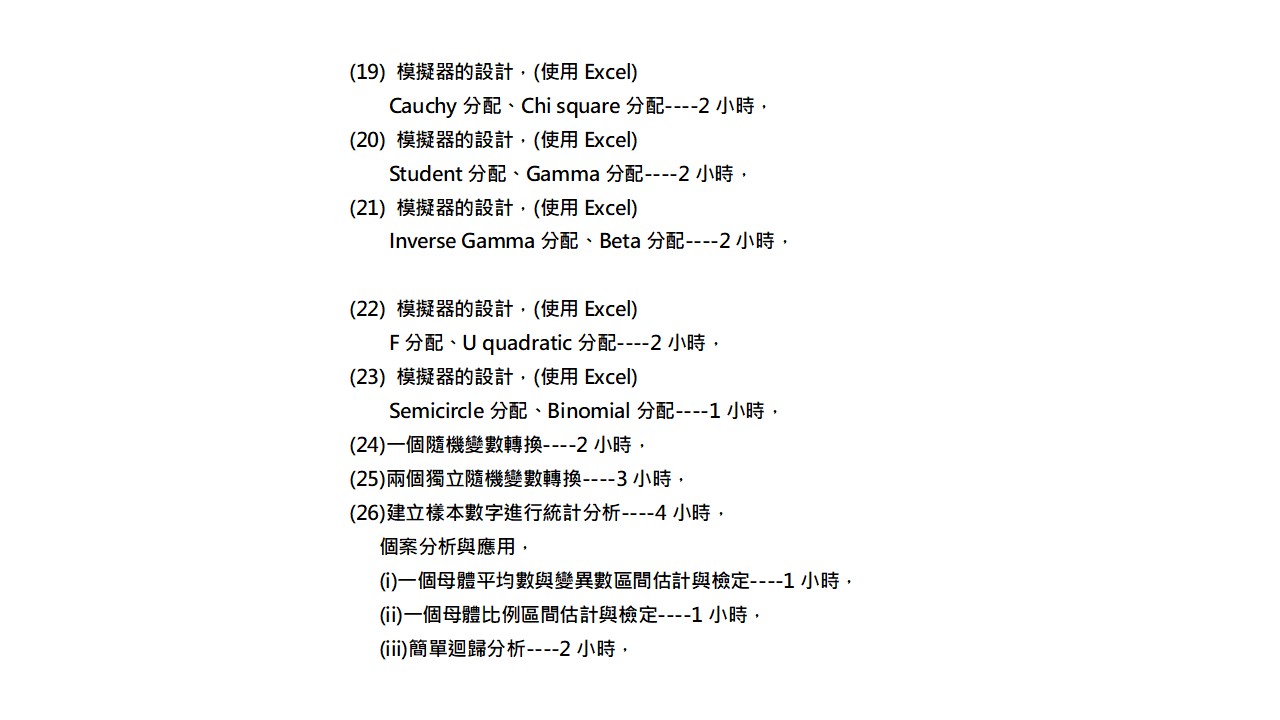 (19) 模擬器的設計，(使用 Excel)
Cauchy 分配、Chi square 分配----2 小時，
(20) 模擬器的設計，(使用 Excel)
Student 分配、Gamma 分配----2 小時，
(21) 模擬器的設計，(使用 Excel)
Inverse Gamma 分配、Beta 分配----2 小時，
(22) 模擬器的設計，(使用 Excel)
F 分配、U quadratic 分配----2 小時，
(23) 模擬器的設計，(使用 Excel)
Semicircle 分配、Binomial 分配----1 小時，
(24)一個隨機變數轉換----2 小時，
(25)兩個獨立隨機變數轉換----3 小時，
(26)建立樣本數字進行統計分析----4 小時，
個案分析與應用，
(i)一個母體平均數與變異數區間估計與檢定----1 小時，
(ii)一個母體比例區間估計與檢定----1 小時，
(iii)簡單迴歸分析----2 小時，